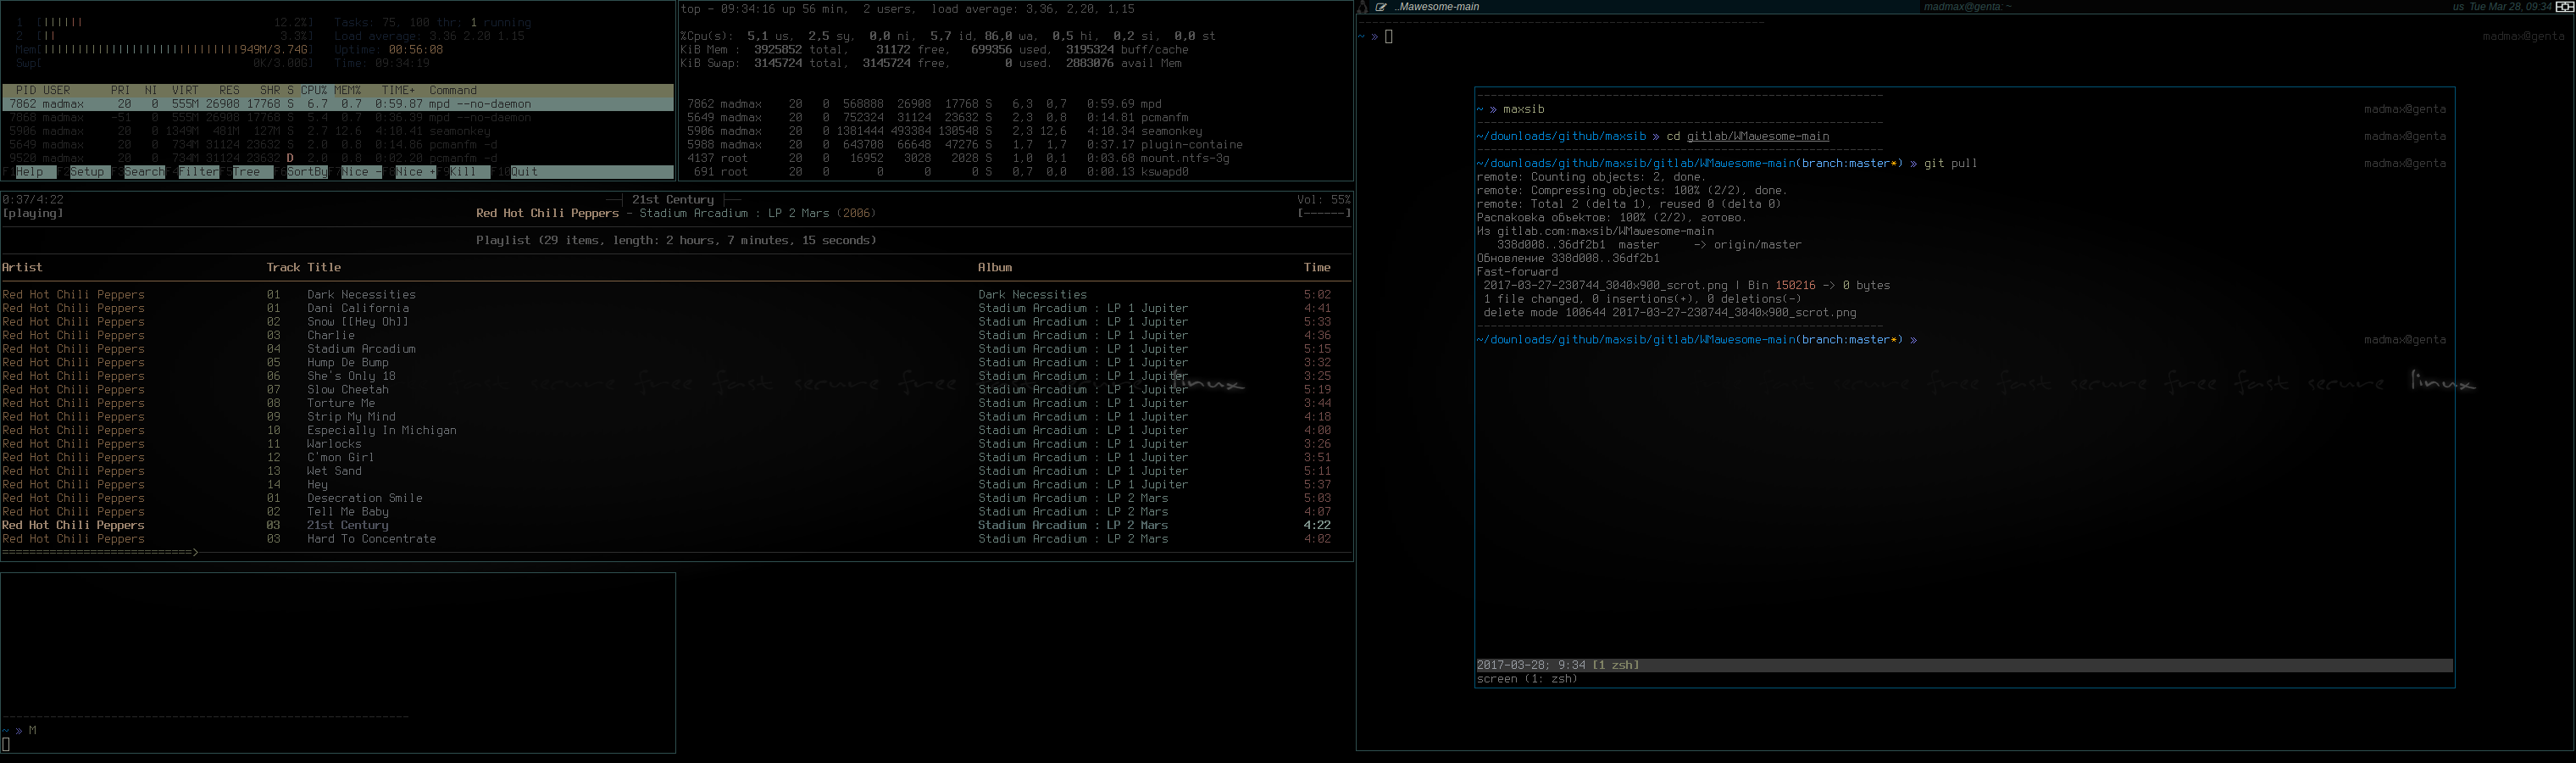 1 [|||||| 12.2%] Tasks: 75, 100 thr; 1 running
2 [|| 3.3%] Load average: 3.36 2.20 1.15
Mem[|||||||||||||||||||||||||||||949M/3.74G] Uptime: 00:56:08
Swp[ 0K/3.00G] Time: 09:34:19
PID USER PRI NI VIRT RES SHR S CPU% MEM% TIME+ Command
7862 madmax 20 0 555M 26908 17768 S 6.7 0.7 0:59.87 mpd --no-daemon
7868 madmax -51 0 555M 26908 17768 S 5.4 0.7 0:36.39 mpd --no-daemon
5906 madmax 20 0 1349M 481M 127M S 2.7 12.6 4:10.41 seamonkey
5649 madmax 20 0 734M 31124 23632 S 2.0 0.8 0:14.86 pcmanfm -d
9520 madmax 20 0 734M 31124 23632 D 2.0 0.8 0:02.20 pcmanfm -d
F1Help F2Setup F3SearchF4FilterF5Tree F6SortByF7Nice -F8Nice +F9Kill F10Quit
top - 09:34:16 up 56 min, 2 users, load average: 3,36, 2,20, 1,15
%Cpu(s): 5,1 us, 2,5 sy, 0,0 ni, 5,7 id, 86,0 wa, 0,5 hi, 0,2 si, 0,0 st
KiB Mem : 3925852 total, 31172 free, 699356 used, 3195324 buff/cache
KiB Swap: 3145724 total, 3145724 free, 0 used. 2883076 avail Mem
7862 madmax 20 0 568888 26908 17768 S 6,3 0,7 0:59.69 mpd
5649 madmax 20 0 752324 31124 23632 S 2,3 0,8 0:14.81 pcmanfm
5906 madmax 20 0 1381444 493384 130548 S 2,3 12,6 4:10.34 seamonkey
5988 madmax 20 0 643708 66648 47276 S 1,7 1,7 0:37.17 plugin-containe
4137 root 20 0 16952 3028 2028 S 1,0 0,1 0:03.68 mount.ntfs-3g
691 root 20 0 0 0 0 S 0,7 0,0 0:00.13 kswapd0
0:37/4:22 21st Century Vol: 55%
[playing] Red Hot Chili Peppers - Stadium Arcadium : LP 2 Mars (2006) [------]
Playlist (29 items, length: 2 hours, 7 minutes, 15 seconds)
Artist Track Title Album Time
Red Hot Chili Peppers 01 Dark Necessities Dark Necessities 5:02
Red Hot Chili Peppers 01 Dani California Stadium Arcadium : LP 1 Jupiter 4:41
Red Hot Chili Peppers 02 Snow [[Hey Oh]] Stadium Arcadium : LP 1 Jupiter 5:33
Red Hot Chili Peppers 03 Charlie Stadium Arcadium : LP 1 Jupiter 4:36
Red Hot Chili Peppers 04 Stadium Arcadium Stadium Arcadium : LP 1 Jupiter 5:15
Red Hot Chili Peppers 05 Hump De Bump Stadium Arcadium : LP 1 Jupiter 3:32
Red Hot Chili Peppers 06 She's Only 18 Stadium Arcadium : LP 1 Jupiter 3:25
Red Hot Chili Peppers 07 Slow Cheetah Stadium Arcadium : LP 1 Jupiter 5:19
Red Hot Chili Peppers 08 Torture Me Stadium Arcadium : LP 1 Jupiter 3:44
Red Hot Chili Peppers 09 Strip My Mind Stadium Arcadium : LP 1 Jupiter 4:18
Red Hot Chili Peppers 10 Especially In Michigan Stadium Arcadium : LP 1 Jupiter 4:00
Red Hot Chili Peppers 11 Warlocks Stadium Arcadium : LP 1 Jupiter 3:26
Red Hot Chili Peppers 12 C'mon Girl Stadium Arcadium : LP 1 Jupiter 3:51
Red Hot Chili Peppers 13 Wet Sand Stadium Arcadium : LP 1 Jupiter 5:11
Red Hot Chili Peppers 14 Hey Stadium Arcadium : LP 1 Jupiter 5:37
Red Hot Chili Peppers 01 Desecration Smile Stadium Arcadium : LP 2 Mars 5:03
Red Hot Chili Peppers 02 Tell Me Baby Stadium Arcadium : LP 2 Mars 4:07
Red Hot Chili Peppers 03 21st Century Stadium Arcadium : LP 2 Mars 4:22
Red Hot Chili Peppers 03 Hard To Concentrate Stadium Arcadium : LP 2 Mars 4:02
fast secure free fast secure free linux
~ » M
..Mawesome-main madmax@genta: ~ us Tue Mar 28, 09:34
~ » madmax@genta
~ » maxsib madmax@genta
~/downloads/github/maxsib » cd gitlab/WMawesome-main madmax@genta
~/downloads/github/maxsib/gitlab/WMawesome-main(branch:master*) » git pull madmax@genta
remote: Counting objects: 2, done.
remote: Compressing objects: 100% (2/2), done.
remote: Total 2 (delta 1), reused 0 (delta 0)
Распаковка объектов: 100% (2/2), готово.
Из gitlab.com:maxsib/WMawesome-main
338d008..36df2b1 master -> origin/master
Обновление 338d008..36df2b1
Fast-forward
2017-03-27-230744_3040x900_scrot.png | Bin 150216 -> 0 bytes
1 file changed, 0 insertions(+), 0 deletions(-)
delete mode 100644 2017-03-27-230744_3040x900_scrot.png
~/downloads/github/maxsib/gitlab/WMawesome-main(branch:master*) » madmax@genta
fast secure free fast secure free fast secure linux
2017-03-28; 9:34 [1 zsh]
screen (1: zsh)